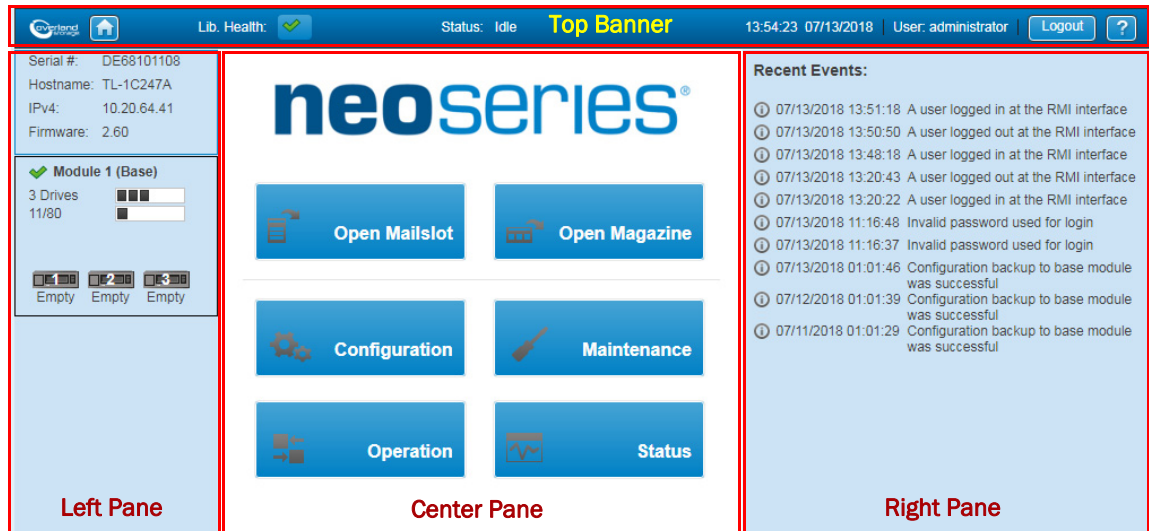 overland storage Lib. Health: Status: Idle Top Banner 13:54:23 07/13/2018 User: administrator Logout ?
Serial #: DE68101108
Hostname: TL-1C247A
IPv4: 10.20.64.41
Firmware: 2.60
Module 1 (Base)
3 Drives
11/80
1 2 3
Empty Empty Empty
Left Pane
neoseries®
Open Mailslot Open Magazine
Configuration Maintenance
Operation Status
Center Pane
Recent Events:
07/13/2018 13:51:18 A user logged in at the RMI interface
07/13/2018 13:50:50 A user logged out at the RMI interface
07/13/2018 13:48:18 A user logged in at the RMI interface
07/13/2018 13:20:43 A user logged out at the RMI interface
07/13/2018 13:20:22 A user logged in at the RMI interface
07/13/2018 11:16:48 Invalid password used for login
07/13/2018 11:16:37 Invalid password used for login
07/13/2018 01:01:46 Configuration backup to base module
was successful
07/12/2018 01:01:39 Configuration backup to base module
was successful
07/11/2018 01:01:29 Configuration backup to base module
was successful
Right Pane